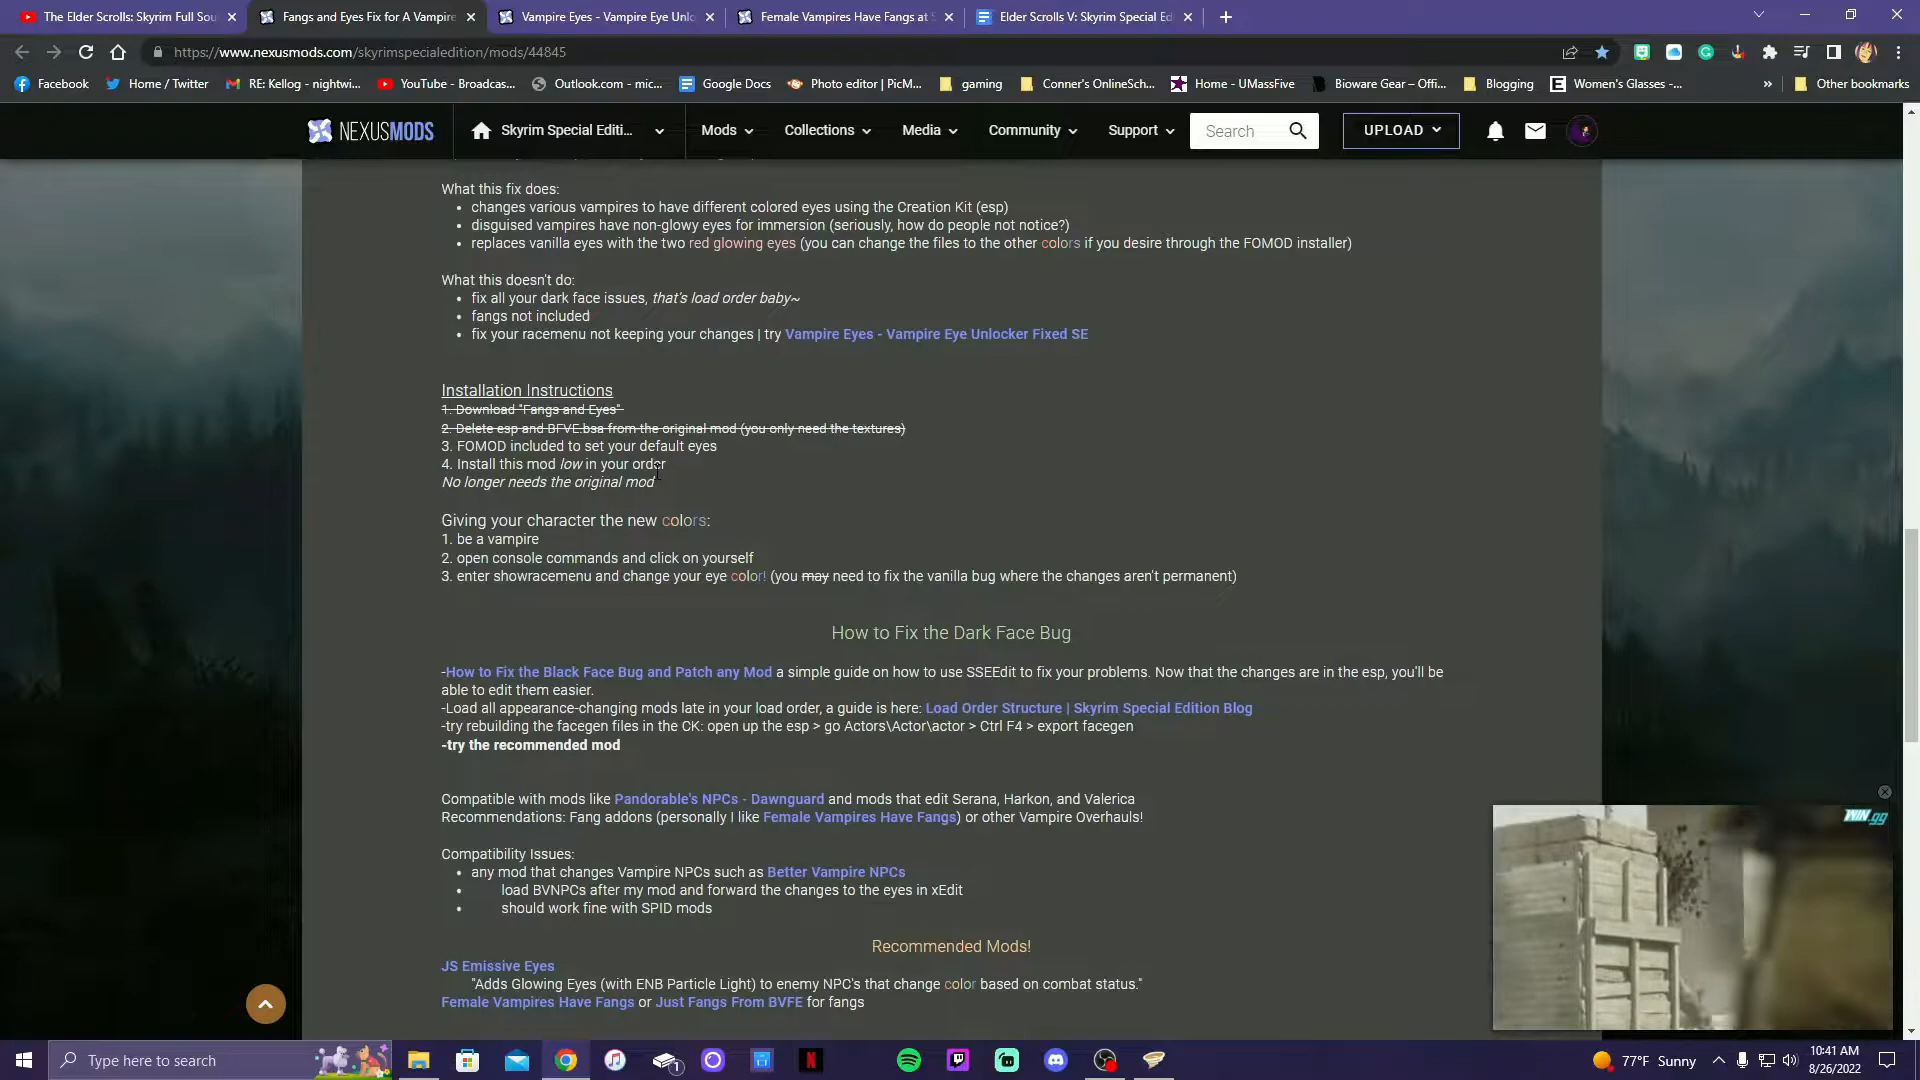 The Elder Scrolls: Skyrim Full Sou
Fangs and Eyes Fix for A Vampire
Vampire Eyes - Vampire Eye Unlo
Female Vampires Have Fangs at S
Elder Scrolls V: Skyrim Special Ed
https://www.nexusmods.com/skyrimspecialedition/mods/44845
Facebook
Home / Twitter
RE: Kellog - nightwi...
YouTube - Broadcas...
Outlook.com - mic...
Google Docs
Photo editor | PicM...
gaming
Conner's OnlineSch...
Home - UMassFive
Bioware Gear – Offi...
Blogging
Women's Glasses -...
Other bookmarks
NEXUSMODS
Skyrim Special Editi...
Mods
Collections
Media
Community
Support
Search
UPLOAD
What this fix does:
• changes various vampires to have different colored eyes using the Creation Kit (esp)
• disguised vampires have non-glowy eyes for immersion (seriously, how do people not notice?)
• replaces vanilla eyes with the two red glowing eyes (you can change the files to the other colors if you desire through the FOMOD installer)
What this doesn't do:
• fix all your dark face issues, that's load order baby~
• fangs not included
• fix your racemenu not keeping your changes | try Vampire Eyes - Vampire Eye Unlocker Fixed SE
Installation Instructions
1. Download "Fangs and Eyes"
2. Delete esp and BFVE.bsa from the original mod (you only need the textures)
3. FOMOD included to set your default eyes
4. Install this mod low in your order
No longer needs the original mod
Giving your character the new colors:
1. be a vampire
2. open console commands and click on yourself
3. enter showracemenu and change your eye color! (you may need to fix the vanilla bug where the changes aren't permanent)
How to Fix the Dark Face Bug
-How to Fix the Black Face Bug and Patch any Mod a simple guide on how to use SSEEdit to fix your problems. Now that the changes are in the esp, you'll be
able to edit them easier.
-Load all appearance-changing mods late in your load order, a guide is here: Load Order Structure | Skyrim Special Edition Blog
-try rebuilding the facegen files in the CK: open up the esp > go Actors\Actor\actor > Ctrl F4 > export facegen
-try the recommended mod
Compatible with mods like Pandorable's NPCs - Dawnguard and mods that edit Serana, Harkon, and Valerica
Recommendations: Fang addons (personally I like Female Vampires Have Fangs) or other Vampire Overhauls!
Compatibility Issues:
• any mod that changes Vampire NPCs such as Better Vampire NPCs
• load BVNPCs after my mod and forward the changes to the eyes in xEdit
• should work fine with SPID mods
Recommended Mods!
JS Emissive Eyes
"Adds Glowing Eyes (with ENB Particle Light) to enemy NPC's that change color based on combat status."
Female Vampires Have Fangs or Just Fangs From BVFE for fangs
WIN.gg
Type here to search
1
77°F Sunny
10:41 AM
8/26/2022